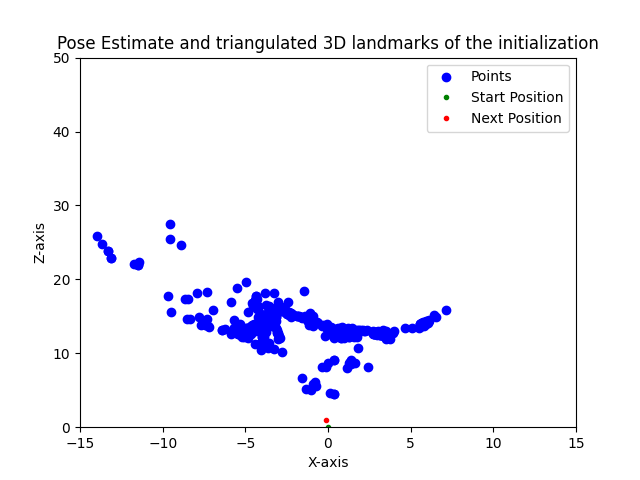 Pose Estimate and triangulated 3D landmarks of the initialization
Points
Start Position
Next Position
50
40
30
20
10
0
Z-axis
−15
−10
−5
0
5
10
15
X-axis